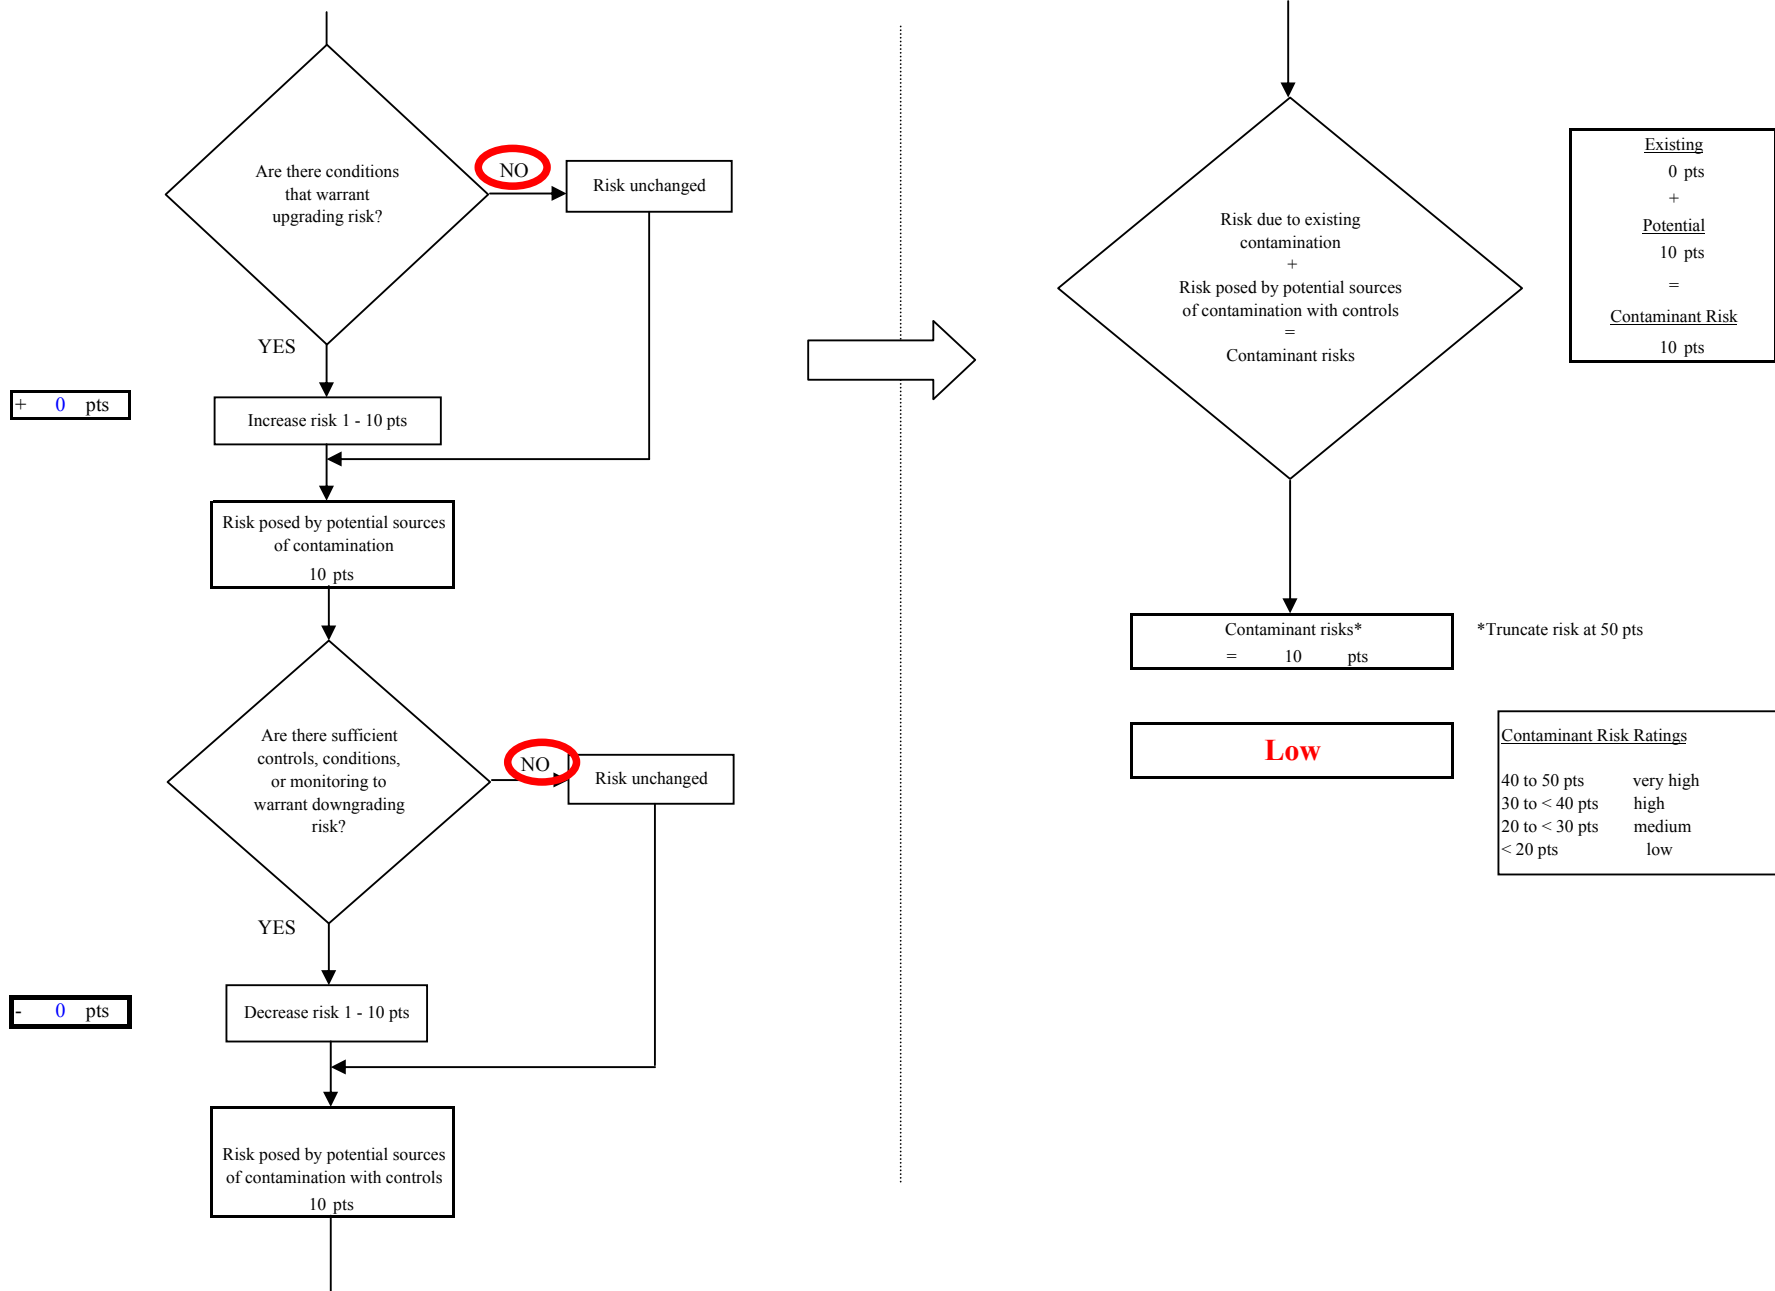 Are there conditions
that warrant
upgrading risk?
NO
Risk unchanged
YES
+ 0 pts
Increase risk 1 - 10 pts
Risk posed by potential sources
of contamination
10 pts
Are there sufficient
controls, conditions,
or monitoring to
warrant downgrading
risk?
NO
Risk unchanged
YES
- 0 pts
Decrease risk 1 - 10 pts
Risk posed by potential sources
of contamination with controls
10 pts
Risk due to existing
contamination
+
Risk posed by potential sources
of contamination with controls
=
Contaminant risks
Existing
0 pts
+
Potential
10 pts
=
Contaminant Risk
10 pts
Contaminant risks*
= 10 pts
*Truncate risk at 50 pts
Low
Contaminant Risk Ratings
40 to 50 pts very high
30 to < 40 pts high
20 to < 30 pts medium
< 20 pts low